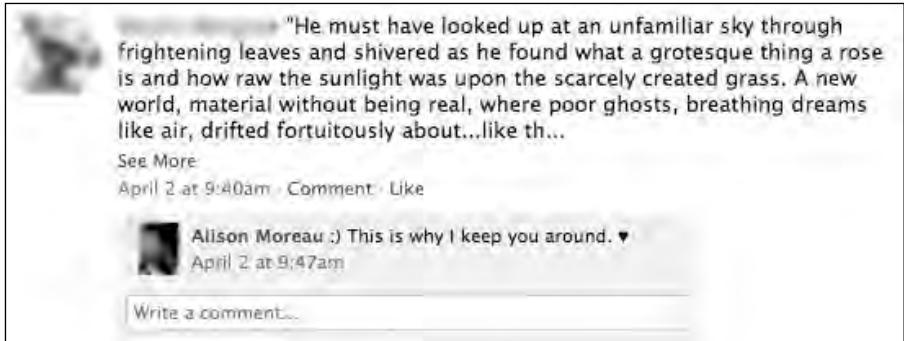 "He must have looked up at an unfamiliar sky through
frightening leaves and shivered as he found what a grotesque thing a rose
is and how raw the sunlight was upon the scarcely created grass. A new
world, material without being real, where poor ghosts, breathing dreams
like air, drifted fortuitously about...like th...
See More
April 2 at 9:40am · Comment · Like
Alison Moreau :) This is why I keep you around. ♥
April 2 at 9:47am
Write a comment...